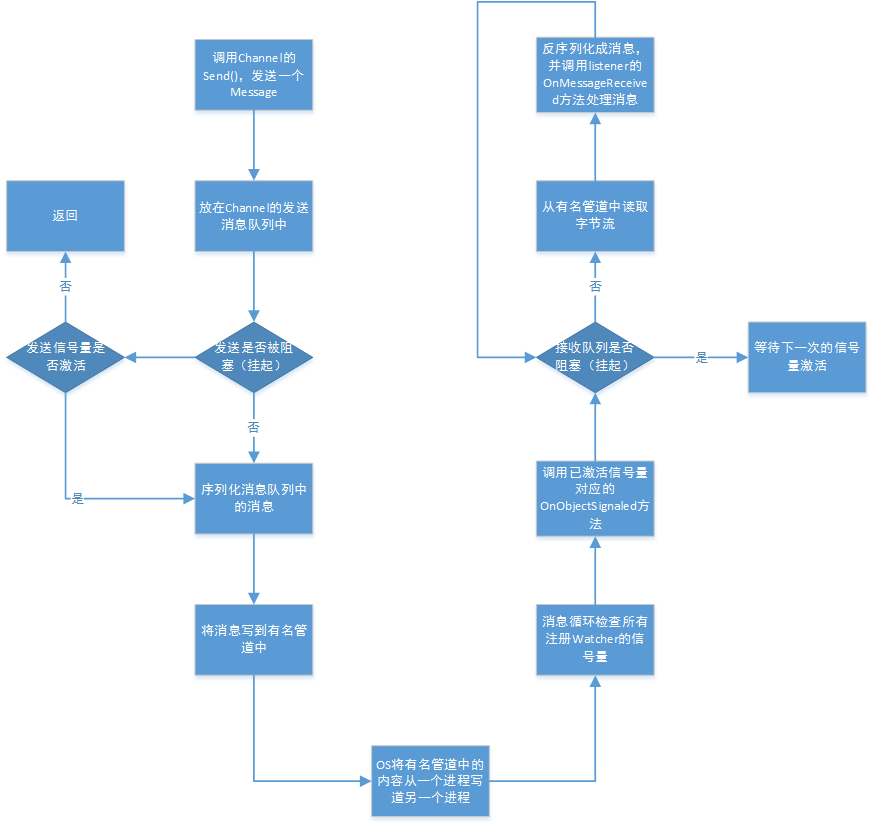 调用Channel的
Send()，发送一个
Message
放在Channel的发送
消息队列中
返回
否
发送信号量是
否激活
发送是否被阻
塞（挂起）
否
是
序列化消息队列中
的消息
将消息写到有名管
道中
OS将有名管道中的
内容从一个进程写
道另一个进程
消息循环检查所有
注册Watcher的信
号量
调用已激活信号量
对应的
OnObjectSignaled方
法
接收队列是否
阻塞（挂起）
是
等待下一次的信号
量激活
否
从有名管道中读取
字节流
反序列化成消息，
并调用listener的
OnMessageReceive
d方法处理消息